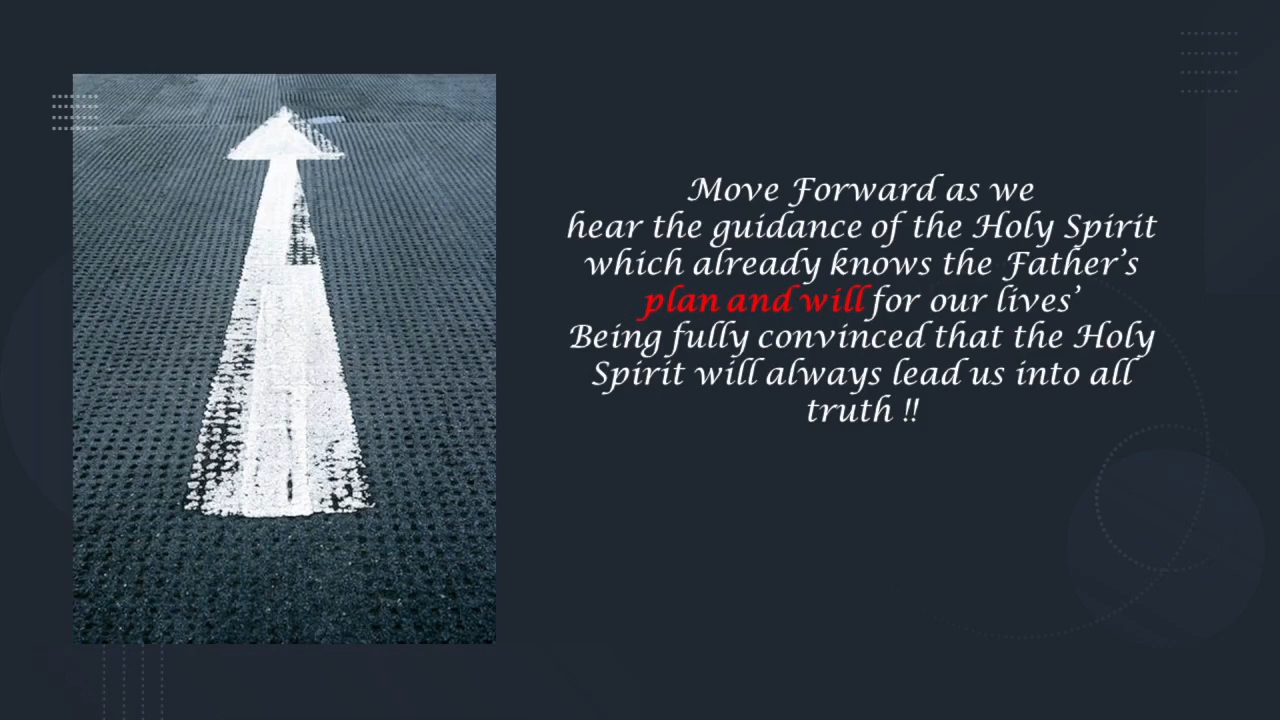 Move Forward as we
hear the guidance of the Holy Spirit
which already knows the Father's
plan and will for our lives'
Being fully convinced that the Holy
Spirit will always lead us into all
truth !!